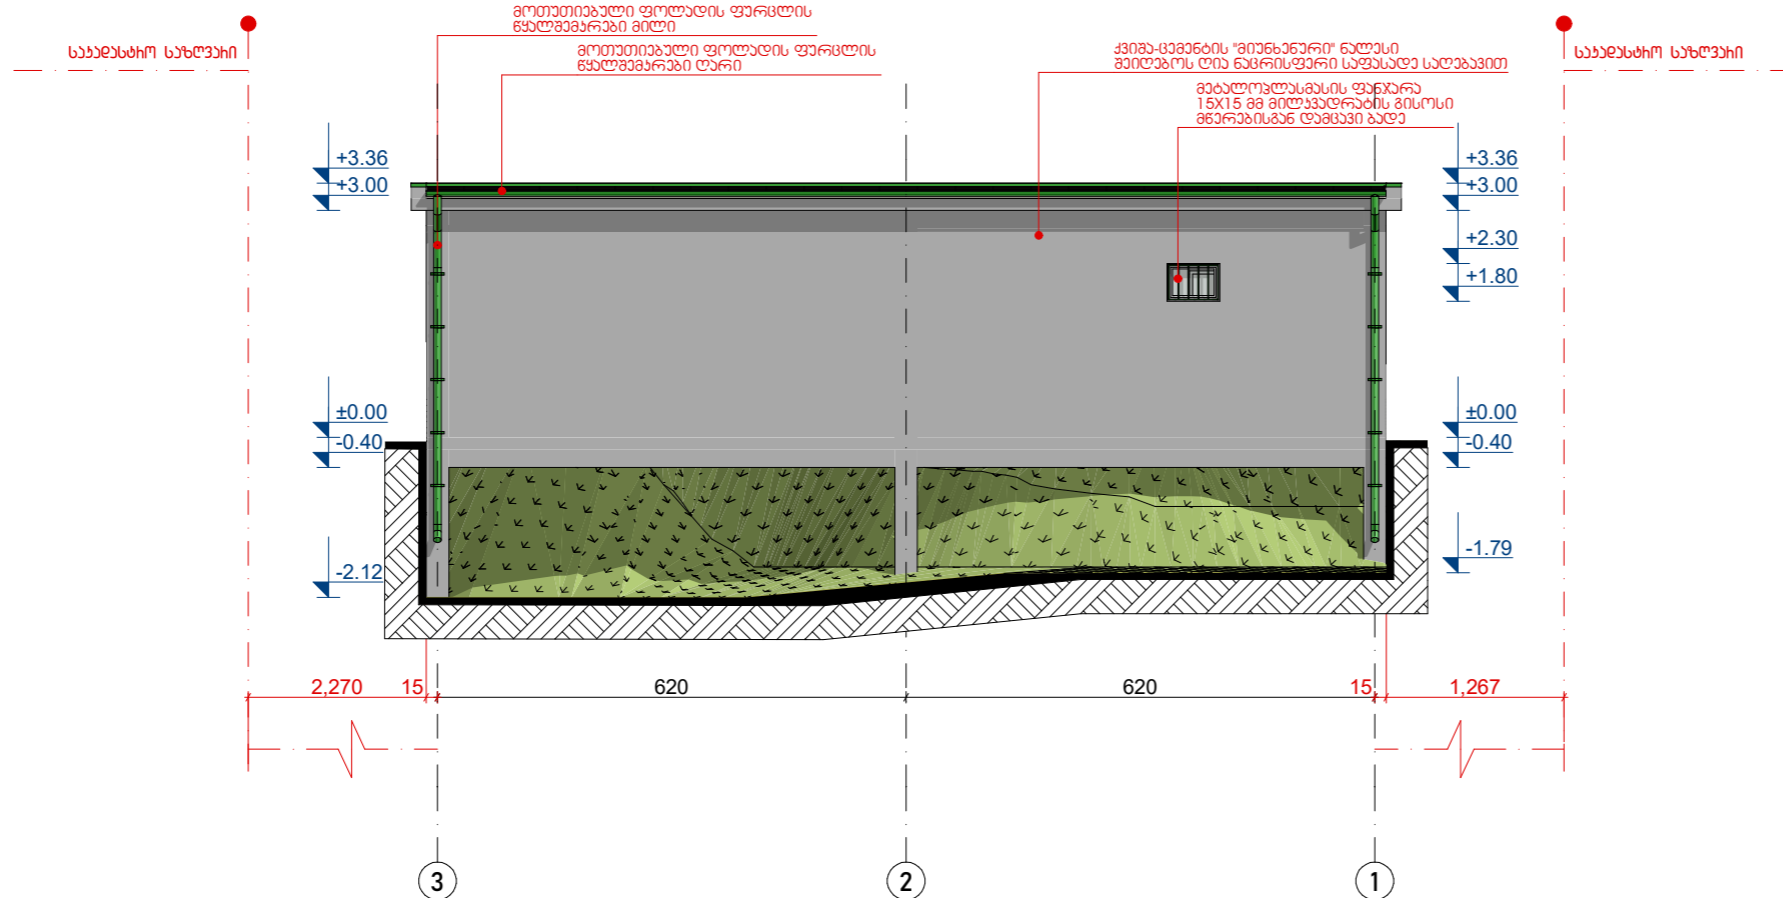 მოთუთიებული ფოლადის ფურცლის
წყალშემკრები მილი
მოთუთიებული ფოლადის ფურცლის
წყალშემკრები ღარი
საკადასტრო საზღვარი
ქვიშა-ცემენტის "მიუნხენური" ნალესი
შეიღებოს ღია ნაცრისფერი საფასადე საღებავით
საკადასტრო საზღვარი
მეტალოპლასმასის ფანჯარა
15X15 მმ მილკვადრატის გისოსი
მწერებისგან დამცავი ბადე
+3.36
+3.00
+3.36
+3.00
+2.30
+1.80
±0.00
-0.40
±0.00
-0.40
-2.12
-1.79
2,270 15 620 620 15 1,267
3 2 1